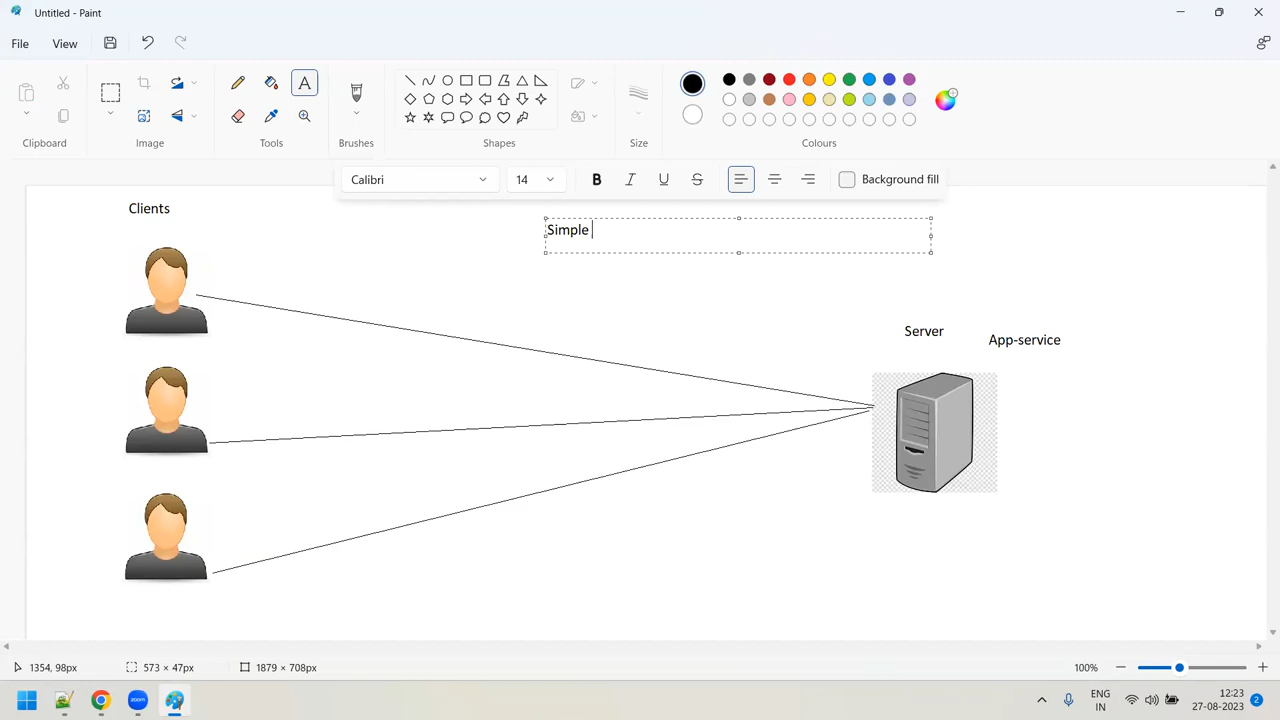 Untitled - Paint
File View
Clipboard
Image
Tools
Brushes
Shapes
Size
Colours
Calibri 14 B I U S Background fill
Clients
Simple
Server
App-service
1354, 98px 573 × 47px 1879 × 708px 100%
zoom
ENG
IN
12:23
27-08-2023
2